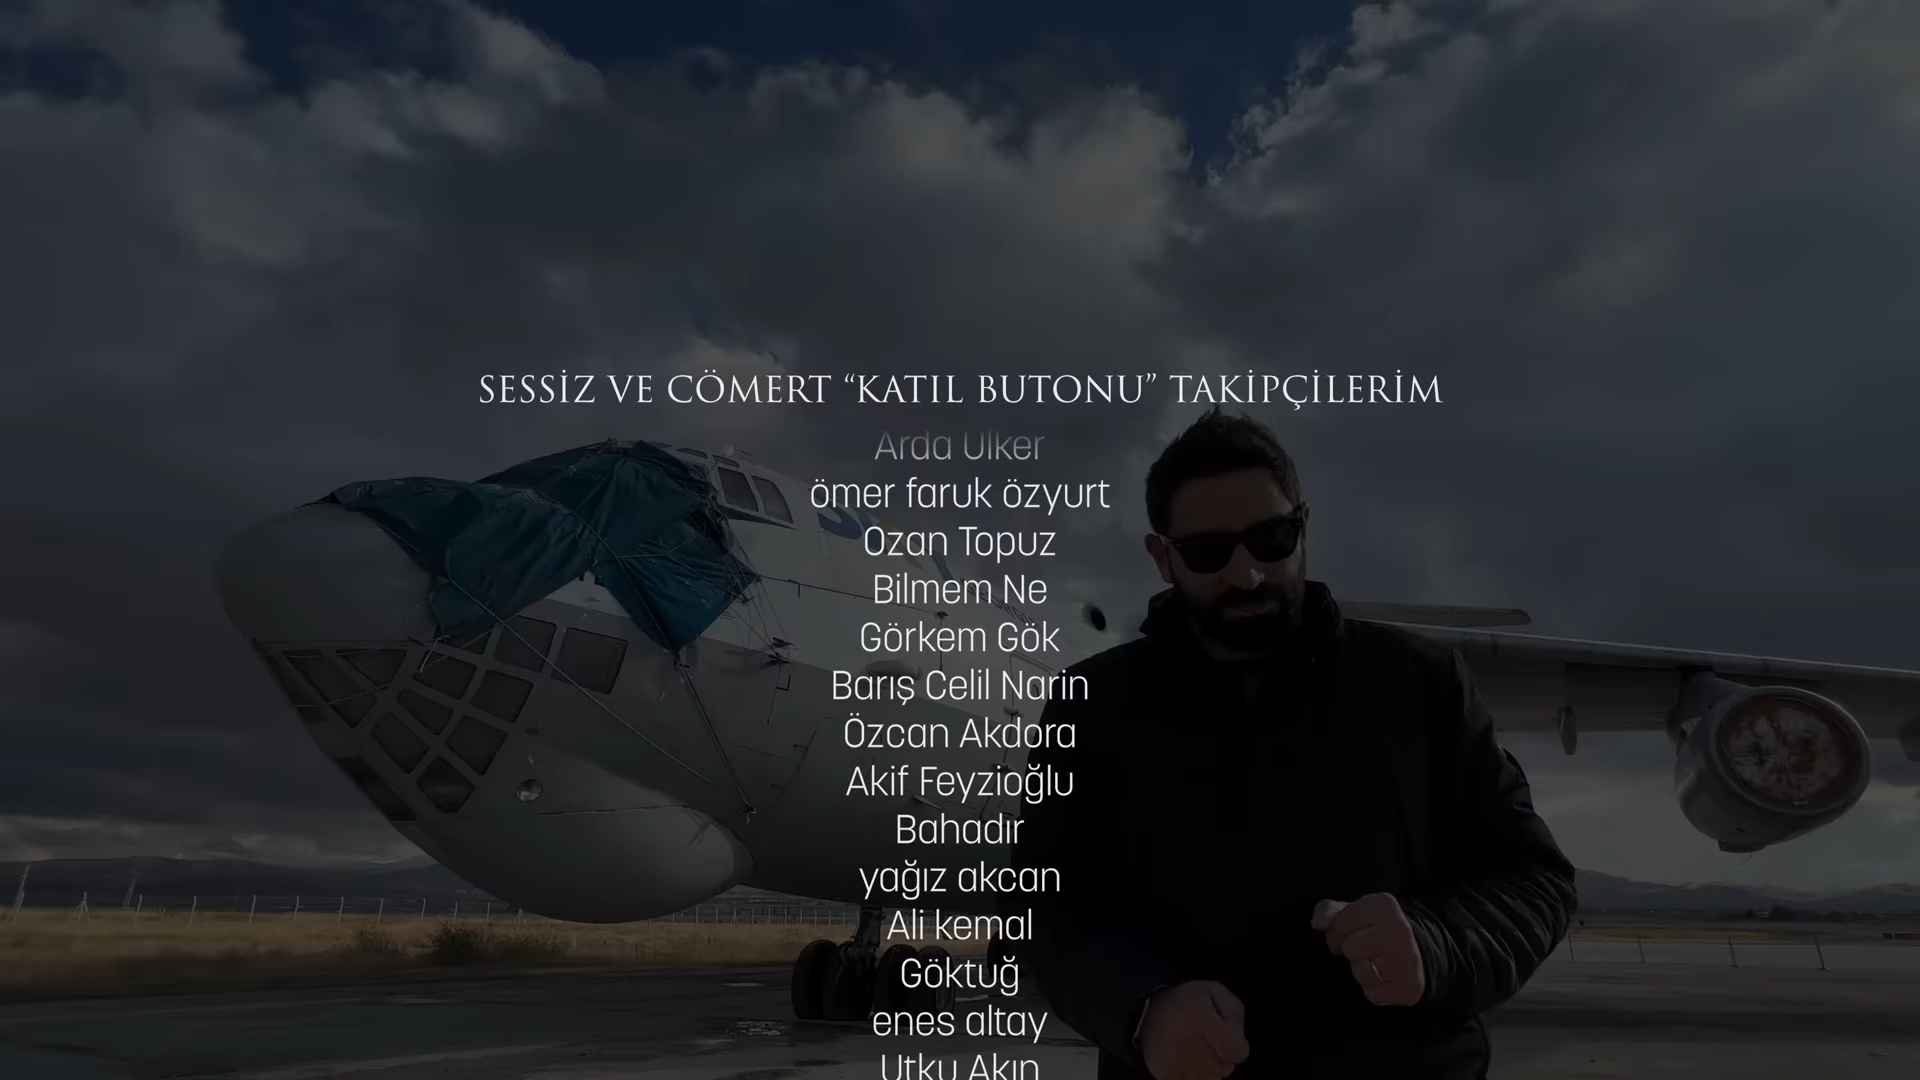 SESSİZ VE CÖMERT “KATIL BUTONU” TAKİPÇİLERİM
Arda Ülker
ömer faruk özyurt
Ozan Topuz
Bilmem Ne
Görkem Gök
Barış Celil Narin
Özcan Akdora
Akif Feyzioğlu
Bahadır
yağız akcan
Ali kemal
Göktuğ
enes altay
Utku Akın